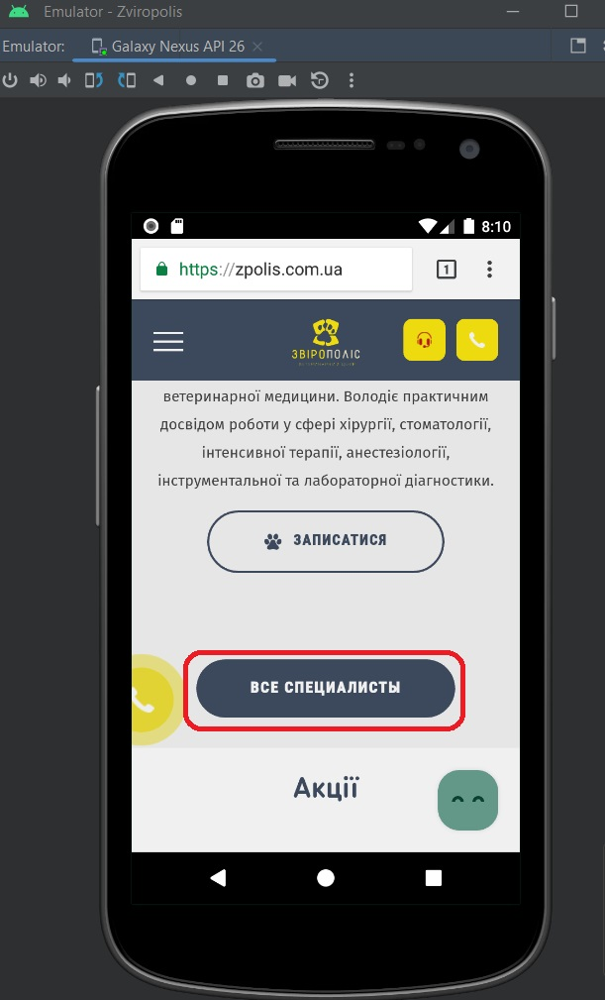 Emulator - Zviropolis
Emulator: Galaxy Nexus API 26
8:10
https://zpolis.com.ua
1
ЗВІРОПОЛІС
ветеринарної медицини. Володіє практичним
досвідом роботи у сфері хірургії, стоматології,
інтенсивної терапії, анестезіології,
інструментальної та лабораторної діагностики.
ЗАПИСАТИСЯ
ВСЕ СПЕЦИАЛИСТЫ
Акції